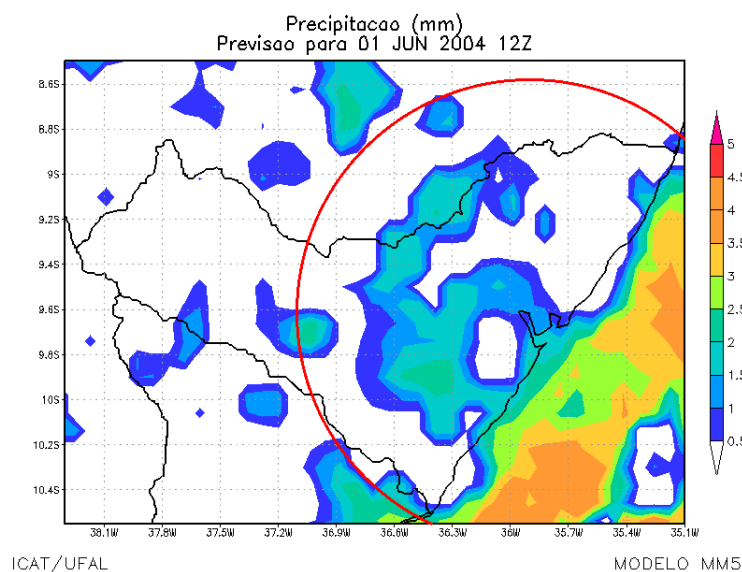 Precipitacao (mm)
Previsao para 01 JUN 2004 12Z
8.6S
8.8S
9S
9.2S
9.4S
9.6S
9.8S
10S
10.2S
10.4S
38.1W 37.8W 37.5W 37.2W 36.9W 36.6W 36.3W 36W 35.7W 35.4W 35.1W
5
4.5
4
3.5
3
2.5
2
1.5
1
0.5
ICAT/UFAL MODELO MM5